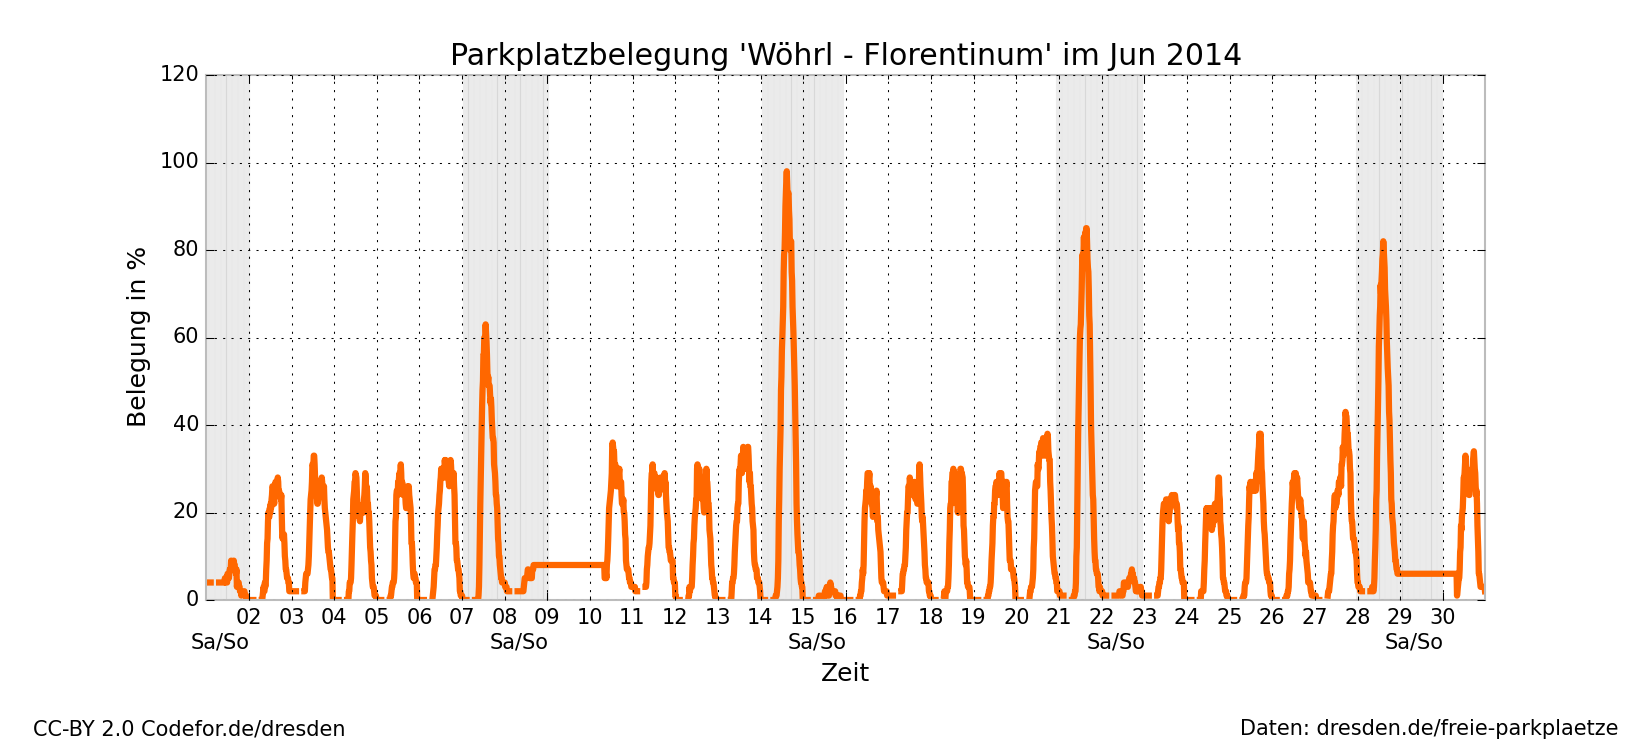 Parkplatzbelegung 'Wöhrl - Florentinum' im Jun 2014
120
100
80
60
40
20
0
Belegung in %
02 03 04 05 06 07 08 09 10 11 12 13 14 15 16 17 18 19 20 21 22 23 24 25 26 27 28 29 30
Sa/So Sa/So Sa/So Sa/So Sa/So
Zeit
CC-BY 2.0 Codefor.de/dresden
Daten: dresden.de/freie-parkplaetze